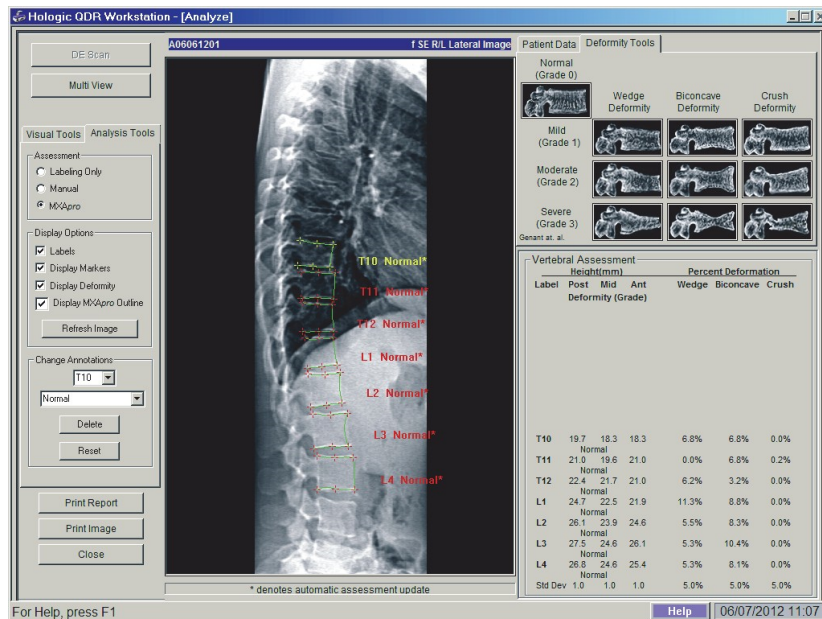 Hologic QDR Workstation - [Analyze]
DE Scan
Multi View
Visual Tools Analysis Tools
Assessment
Labeling Only
Manual
MXApro
Display Options
Labels
Display Markers
Display Deformity
Display MXApro Outline
Refresh Image
Change Annotations
T10
Normal
Delete
Reset
Print Report
Print Image
Close
A06061201 f SE R/L Lateral Image
T10 Normal*
T11 Normal*
T12 Normal*
L1 Normal*
L2 Normal*
L3 Normal*
L4 Normal*
* denotes automatic assessment update
Patient Data Deformity Tools
Normal
(Grade 0)
Wedge Deformity Biconcave Deformity Crush Deformity
Mild
(Grade 1)
Moderate
(Grade 2)
Severe
(Grade 3)
Genant at. al.
Vertebral Assessment
Height(mm) Percent Deformation
Label Post Mid Ant Wedge Biconcave Crush
Deformity (Grade)
T10 19.7 18.3 18.3 6.8% 6.8% 0.0%
Normal
T11 21.0 19.6 21.0 0.0% 6.8% 0.2%
Normal
T12 22.4 21.7 21.0 6.2% 3.2% 0.0%
Normal
L1 24.7 22.5 21.9 11.3% 8.8% 0.0%
Normal
L2 26.1 23.9 24.6 5.5% 8.3% 0.0%
Normal
L3 27.5 24.6 26.1 5.3% 10.4% 0.0%
Normal
L4 26.8 24.6 25.4 5.3% 8.1% 0.0%
Normal
Std Dev 1.0 1.0 1.0 5.0% 5.0% 5.0%
For Help, press F1
Help 06/07/2012 11:07